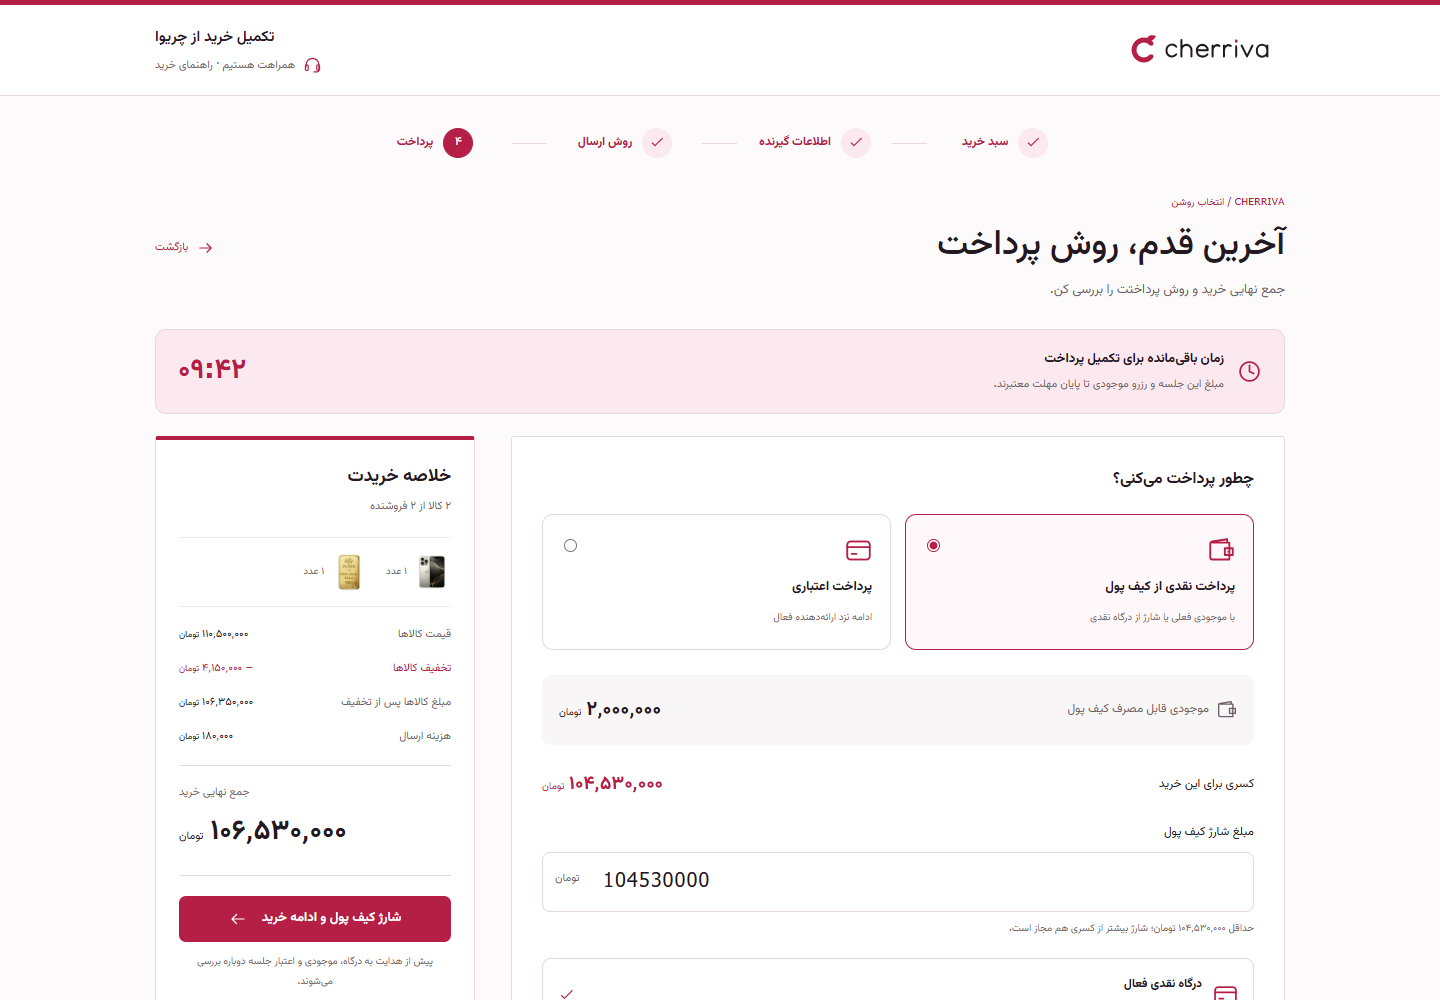 cherriva
تکمیل خرید از چریوا
همراهت هستیم · راهنمای خرید
سبد خرید
اطلاعات گیرنده
روش ارسال
۴ پرداخت
CHERRIVA / انتخاب روشن
آخرین قدم، روش پرداخت
بازگشت
جمع نهایی خرید و روش پرداختت را بررسی کن.
زمان باقی‌مانده برای تکمیل پرداخت
مبلغ این جلسه و رزرو موجودی تا پایان مهلت معتبرند.
۰۹:۴۲
چطور پرداخت می‌کنی؟
پرداخت نقدی از کیف پول
با موجودی فعلی یا شارژ از درگاه نقدی
پرداخت اعتباری
ادامه نزد ارائه‌دهنده فعال
موجودی قابل مصرف کیف پول
۲,۰۰۰,۰۰۰ تومان
کسری برای این خرید
۱۰۴,۵۳۰,۰۰۰ تومان
مبلغ شارژ کیف پول
104530000 تومان
حداقل ۱۰۴,۵۳۰,۰۰۰ تومان؛ شارژ بیشتر از کسری هم مجاز است.
درگاه نقدی فعال
خلاصه خریدت
۲ کالا از ۲ فروشنده
۱ عدد
۱ عدد
قیمت کالاها
۱۱۰,۵۰۰,۰۰۰ تومان
تخفیف کالاها
− ۴,۱۵۰,۰۰۰ تومان
مبلغ کالاها پس از تخفیف
۱۰۶,۳۵۰,۰۰۰ تومان
هزینه ارسال
۱۸۰,۰۰۰ تومان
جمع نهایی خرید
۱۰۶,۵۳۰,۰۰۰ تومان
شارژ کیف پول و ادامه خرید
پیش از هدایت به درگاه، موجودی و اعتبار جلسه دوباره بررسی
می‌شوند.